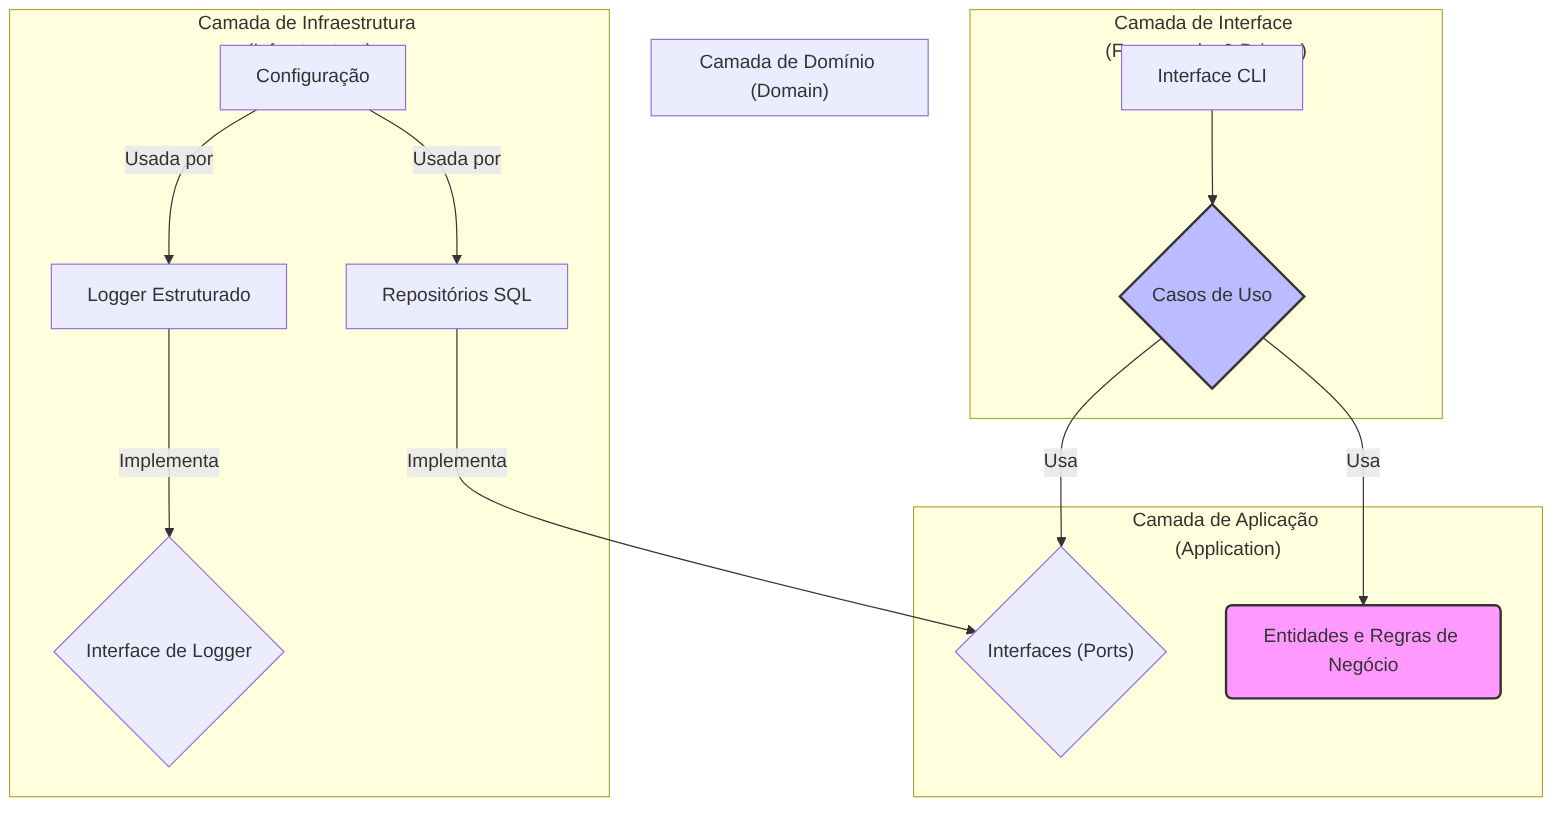 Camada de Infraestrutura
Configuração
Usada por
Usada por
Logger Estruturado
Repositórios SQL
Implementa
Implementa
Interface de Logger
Camada de Domínio
(Domain)
Camada de Interface
Interface CLI
Casos de Uso
Usa
Usa
Camada de Aplicação
(Application)
Interfaces (Ports)
Entidades e Regras de
Negócio